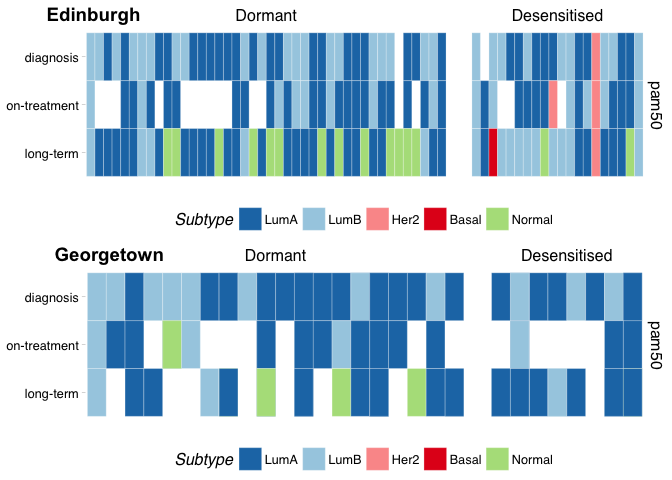 Edinburgh Dormant Desensitised
diagnosis
on-treatment
long-term
pam50
Subtype LumA LumB Her2 Basal Normal
Georgetown Dormant Desensitised
diagnosis
on-treatment
long-term
pam50
Subtype LumA LumB Her2 Basal Normal